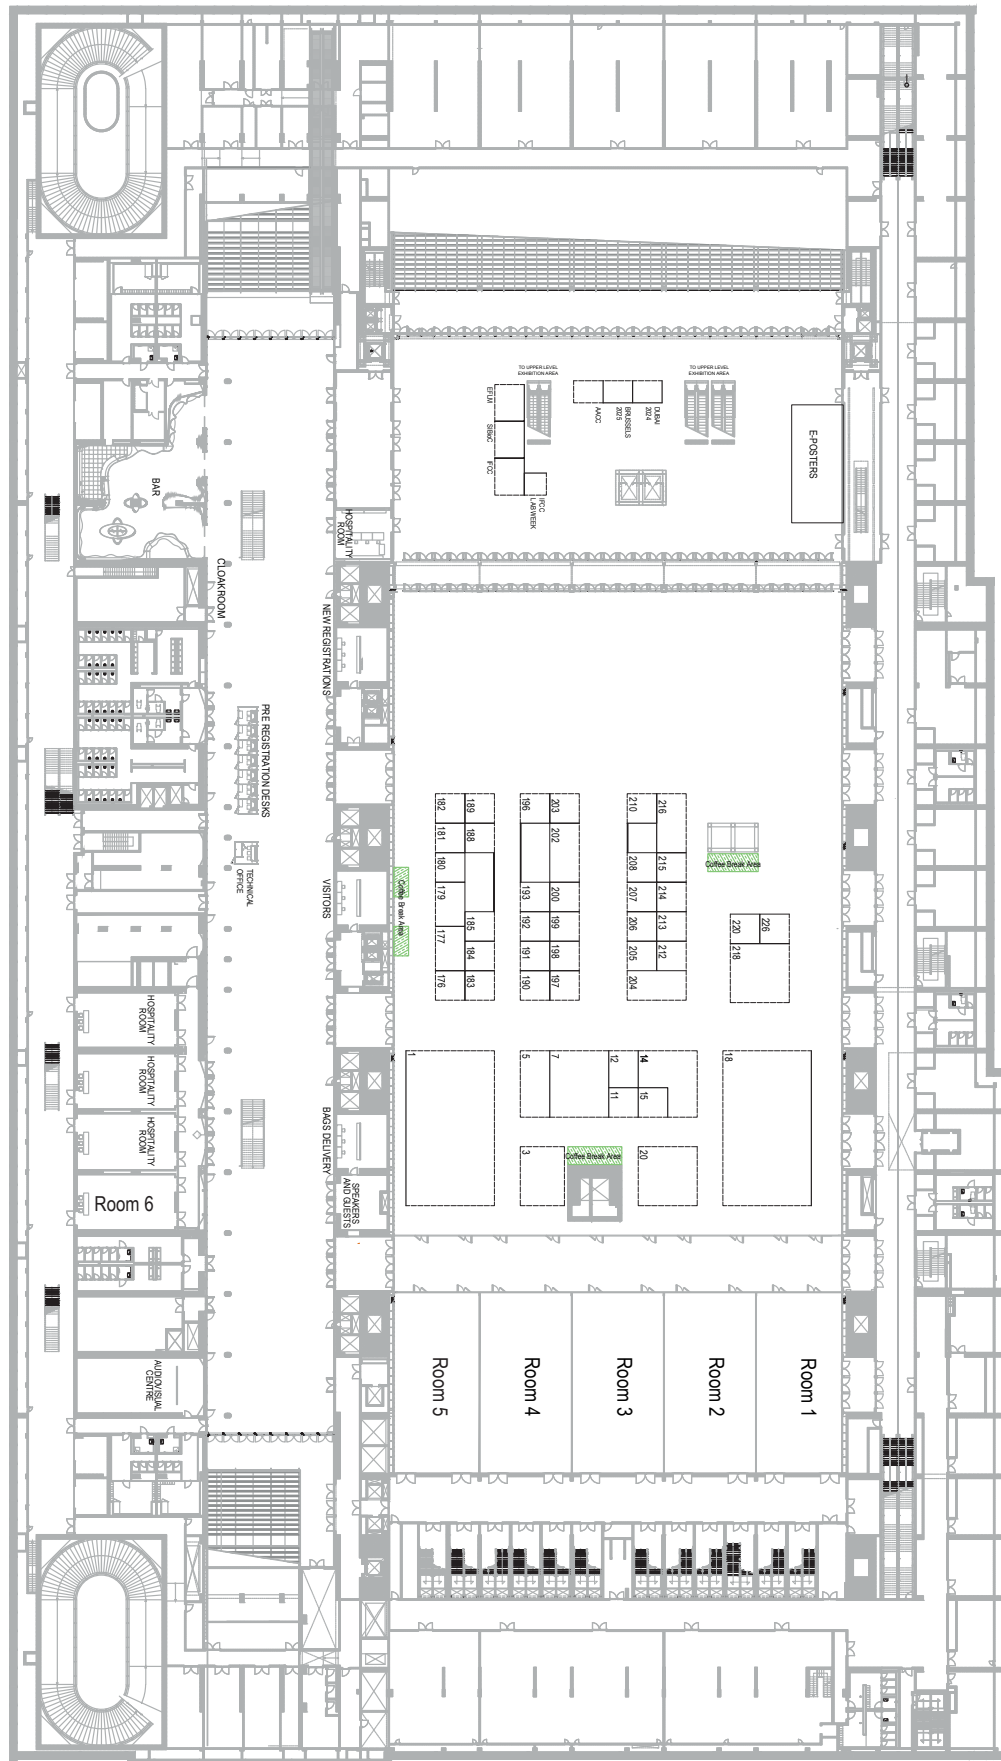 TO UPPER LEVEL
EXHIBITION AREA
TO UPPER LEVEL
EXHIBITION AREA
EFLM
SIBioC
IFCC
IFCC
LAB WEEK
AACC
BRUSSELS
2025
DUBAI
2024
E-POSTERS
BAR
HOSPITALITY
ROOM
CLOAKROOM
NEW REGISTRATIONS
PRE REGISTRATION DESKS
TECHNICAL
OFFICE
VISITORS
Coffee Break Area
182
181
180
179
177
176
189
188
185
184
183
196
193
192
191
190
203
202
200
199
198
197
210
208
207
206
205
204
216
215
214
213
212
Coffee Break Area
220
226
218
HOSPITALITY
ROOM
HOSPITALITY
ROOM
HOSPITALITY
ROOM
Room 6
BAGS DELIVERY
SPEAKERS
AND GUESTS
1
5
7
12
11
14
15
18
3
Coffee Break Area
20
AUDIOVISUAL
CENTRE
Room 5
Room 4
Room 3
Room 2
Room 1